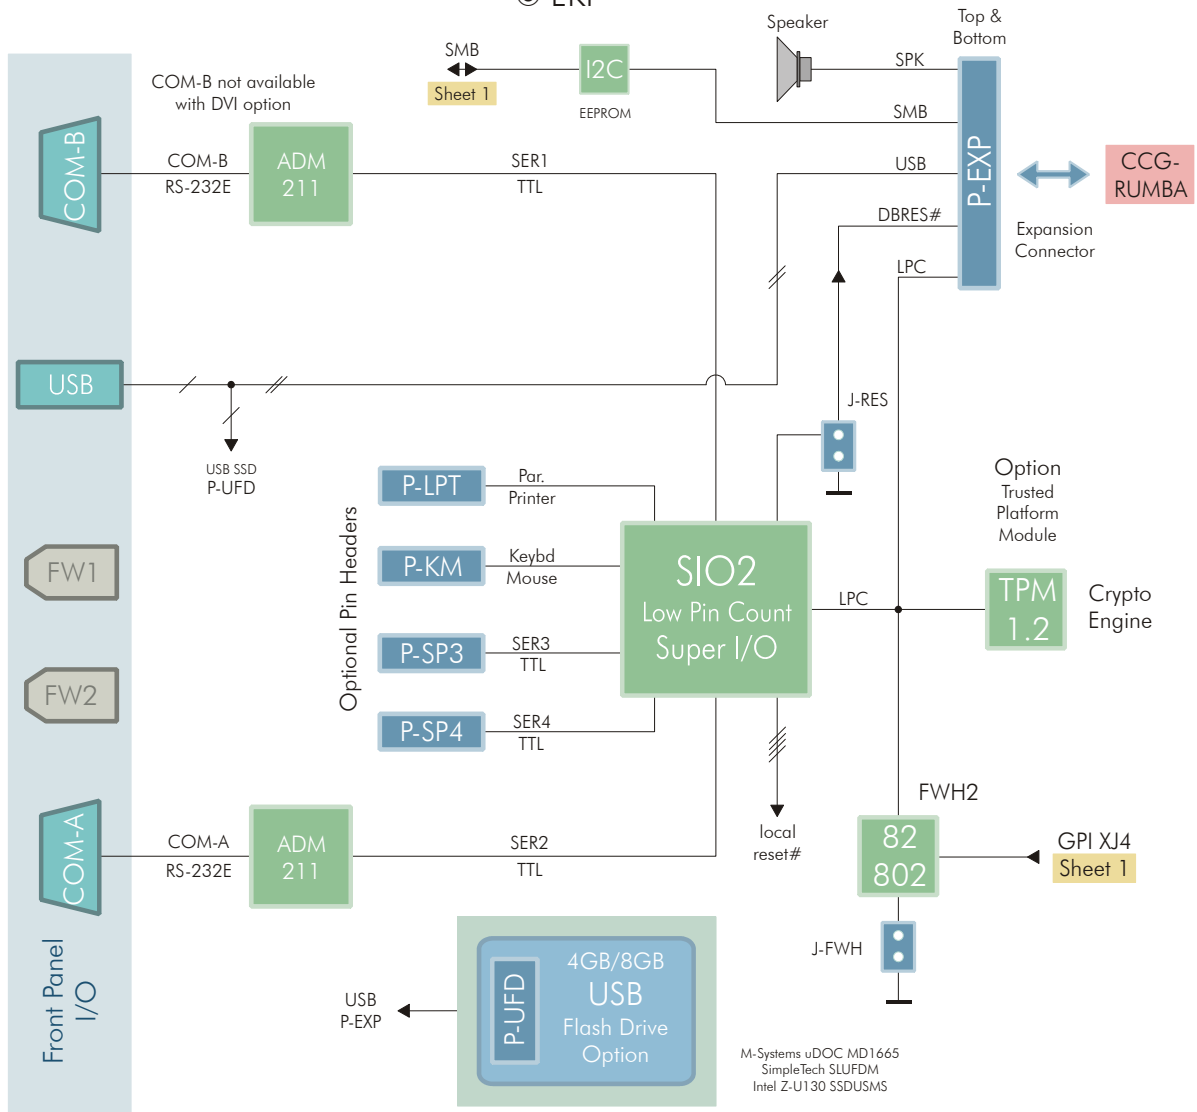 Speaker
Top &
Bottom
SMB
Sheet 1
I2C
EEPROM
SPK
SMB
USB
DBRES#
LPC
P-EXP
CCG-
RUMBA
Expansion
Connector
COM-B not available
with DVI option
COM-B
COM-B
RS-232E
ADM
211
SER1
TTL
USB
USB SSD
P-UFD
J-RES
FW1
FW2
Optional Pin Headers
P-LPT
Par.
Printer
P-KM
Keybd
Mouse
P-SP3
SER3
TTL
P-SP4
SER4
TTL
SIO2
Low Pin Count
Super I/O
LPC
Option
Trusted
Platform
Module
TPM
1.2
Crypto
Engine
local
reset#
FWH2
82
802
GPI XJ4
Sheet 1
J-FWH
COM-A
COM-A
RS-232E
ADM
211
SER2
TTL
Front Panel
I/O
USB
P-EXP
P-UFD
4GB/8GB
USB
Flash Drive
Option
M-Systems uDOC MD1665
SimpleTech SLUFDM
Intel Z-U130 SSDUSMS